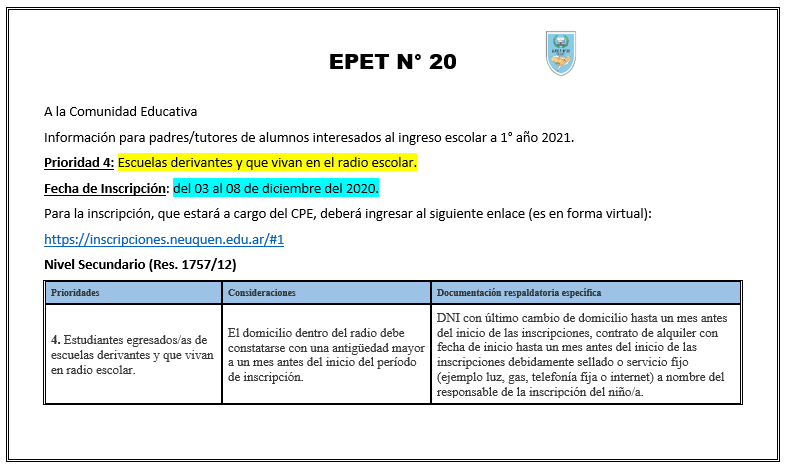 EPET N° 20
A la Comunidad Educativa
Información para padres/tutores de alumnos interesados al ingreso escolar a 1° año 2021.
Prioridad 4: Escuelas derivantes y que vivan en el radio escolar.
Fecha de Inscripción: del 03 al 08 de diciembre del 2020.
Para la inscripción, que estará a cargo del CPE, deberá ingresar al siguiente enlace (es en forma virtual):
https://inscripciones.neuquen.edu.ar/#1
Nivel Secundario (Res. 1757/12)
Prioridades
Consideraciones
Documentación respaldatoria específica
4. Estudiantes egresados/as de
escuelas derivantes y que vivan
en radio escolar.
El domicilio dentro del radio debe
constatarse con una antigüedad mayor
a un mes antes del inicio del período
de inscripción.
DNI con último cambio de domicilio hasta un mes antes
del inicio de las inscripciones, contrato de alquiler con
fecha de inicio hasta un mes antes del inicio de las
inscripciones debidamente sellado o servicio fijo
(ejemplo luz, gas, telefonía fija o internet) a nombre del
responsable de la inscripción del niño/a.